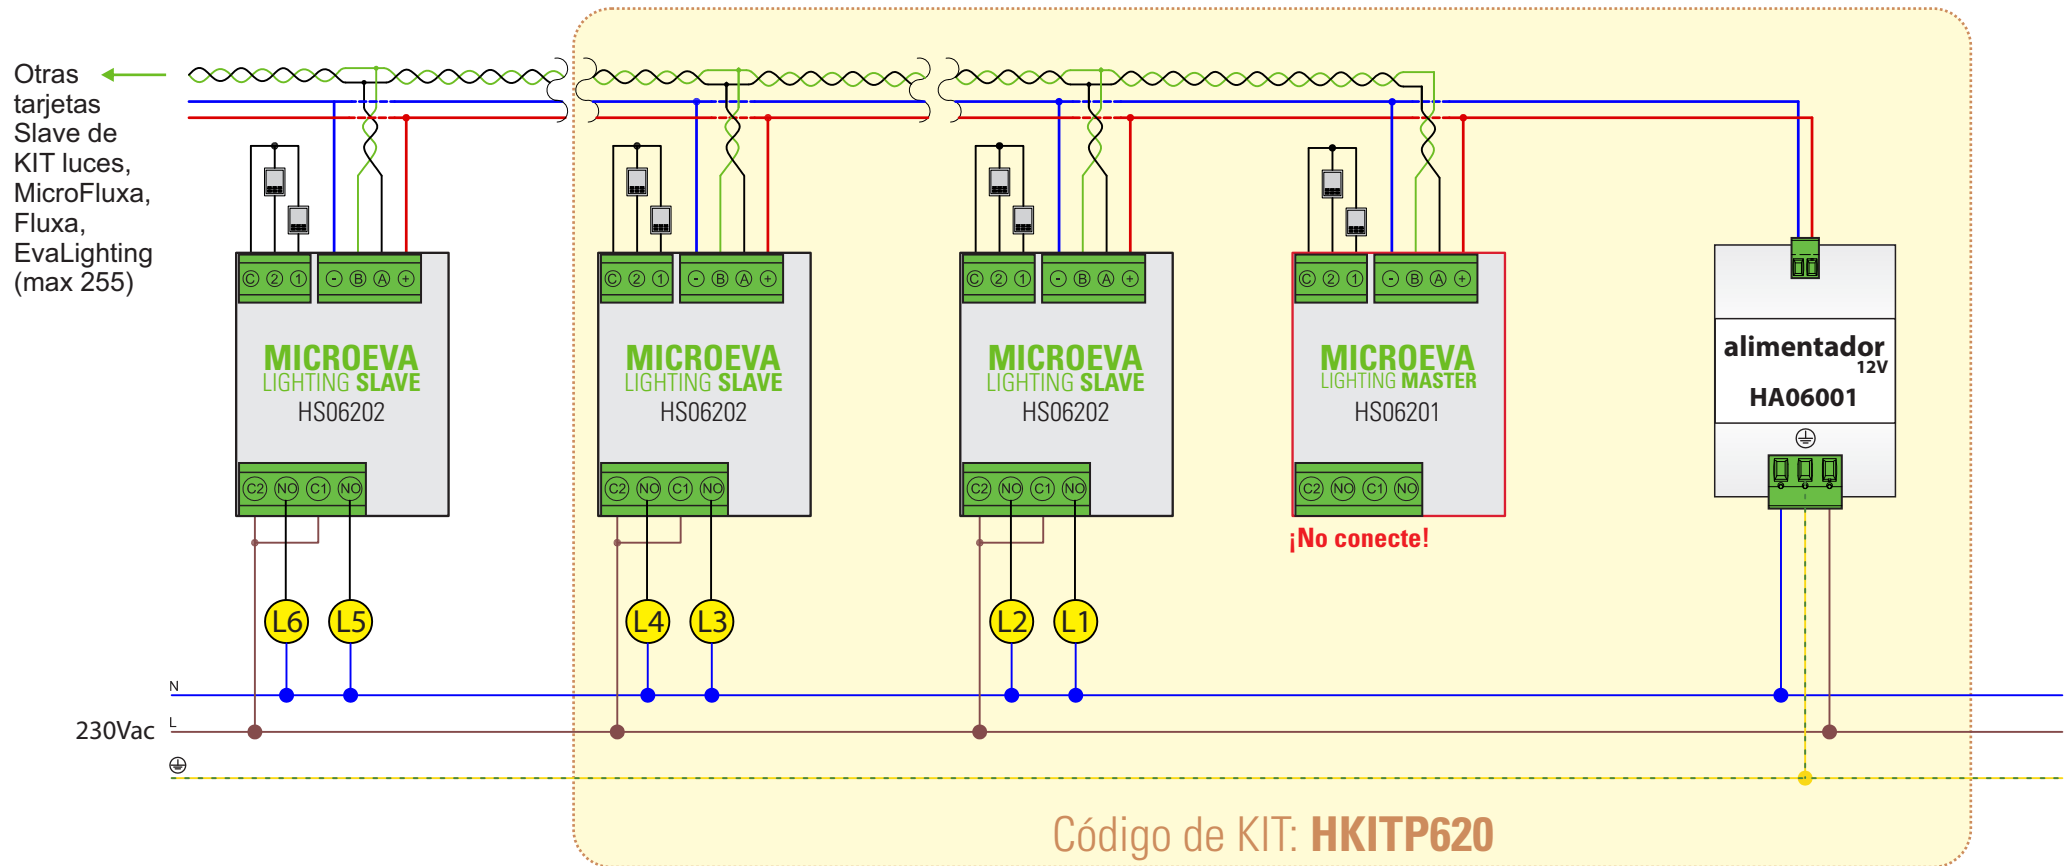 Otras
tarjetas
Slave de
KIT luces,
MicroFluxa,
Fluxa,
EvaLighting
(max 255)
C 2 1 - B A +
MICROEVA
LIGHTING SLAVE
HS06202
C2 NO C1 NO
L6 L5
C 2 1 - B A +
MICROEVA
LIGHTING SLAVE
HS06202
C2 NO C1 NO
L4 L3
C 2 1 - B A +
MICROEVA
LIGHTING SLAVE
HS06202
C2 NO C1 NO
L2 L1
C 2 1 - B A +
MICROEVA
LIGHTING MASTER
HS06201
C2 NO C1 NO
¡No conecte!
alimentador
12V
HA06001
N
230Vac L
Código de KIT: HKITP620